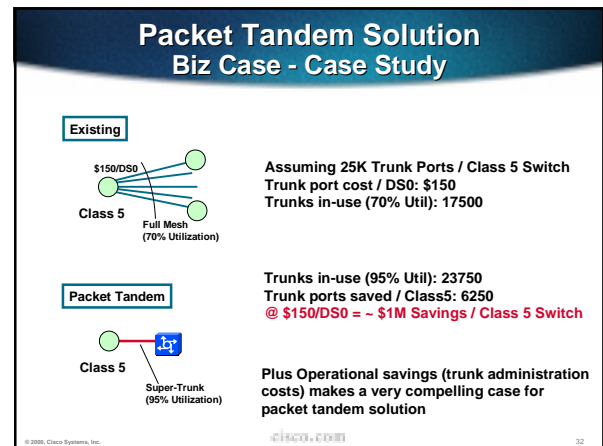 Packet Tandem Solution
Biz Case - Case Study
Existing
$150/DS0
Class 5
Full Mesh
(70% Utilization)
Assuming 25K Trunk Ports / Class 5 Switch
Trunk port cost / DS0: $150
Trunks in-use (70% Util): 17500
Packet Tandem
Class 5
Super-Trunk
(95% Utilization)
Trunks in-use (95% Util): 23750
Trunk ports saved / Class5: 6250
@ $150/DS0 = ~ $1M Savings / Class 5 Switch
Plus Operational savings (trunk administration
costs) makes a very compelling case for
packet tandem solution
© 2000, Cisco Systems, Inc.
cisco.com
32